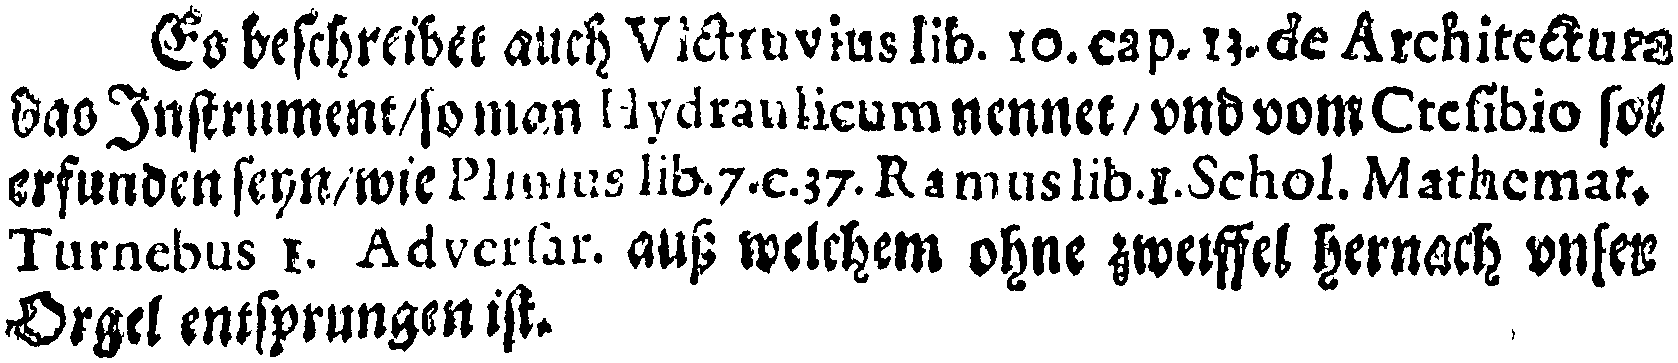 Es beſchreibet auch Victruvius lib. 10. cap. 13. de Architectura
das Inſtrument/ſo man Hydraulicum nennet/ vnd vom Cteſibio ſol
erfunden ſeyn/wie Plinius lib. 7. c. 37. Ramus lib. 1. Schol. Mathemat.
Turnebus 1. Adverſar. auß welchem ohne zweiffel hernach vnſer
Orgel entſprungen iſt.